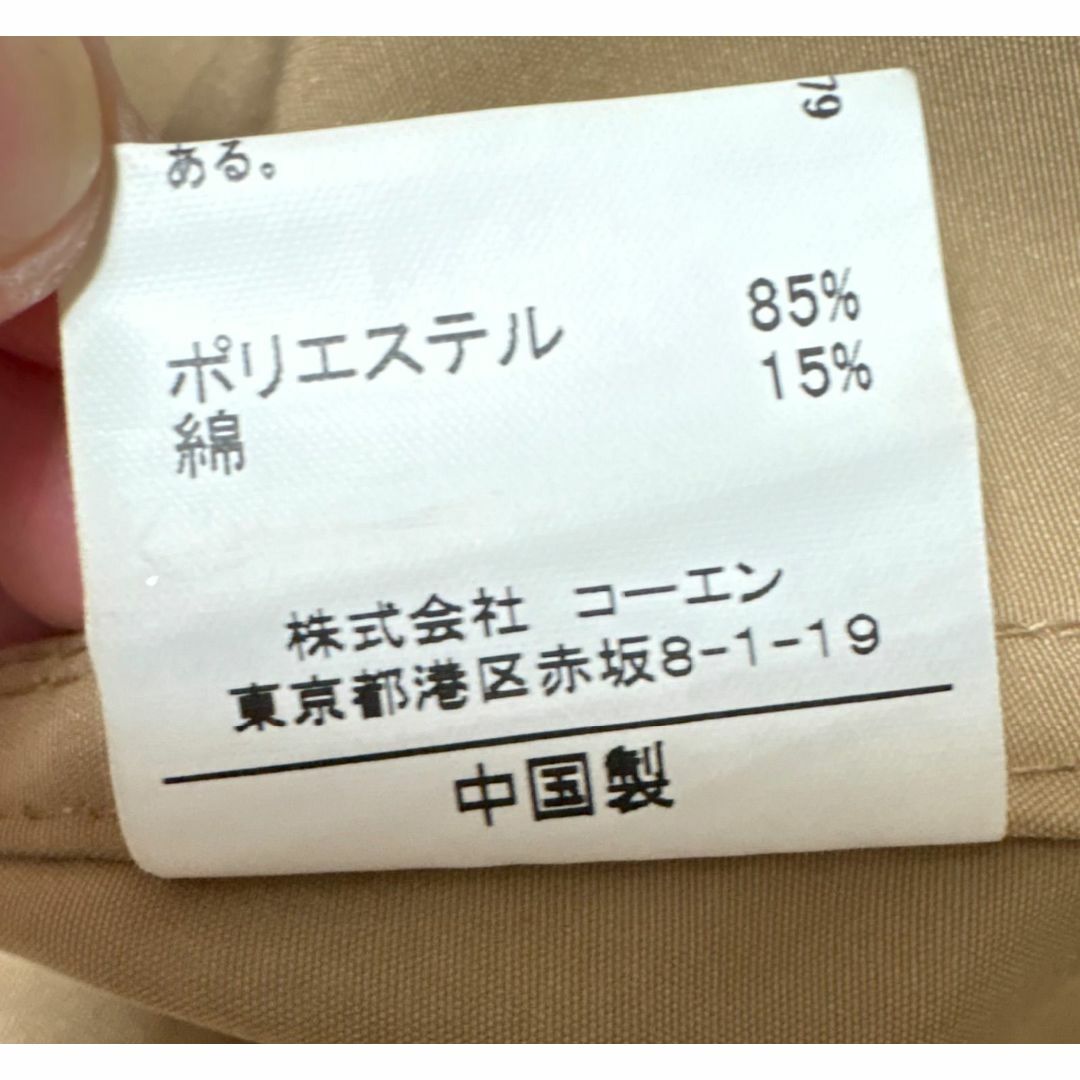 79
ある。
ポリエステル 85%
綿 15%
株式会社 コーエン
東京都港区赤坂8-1-19
中国製